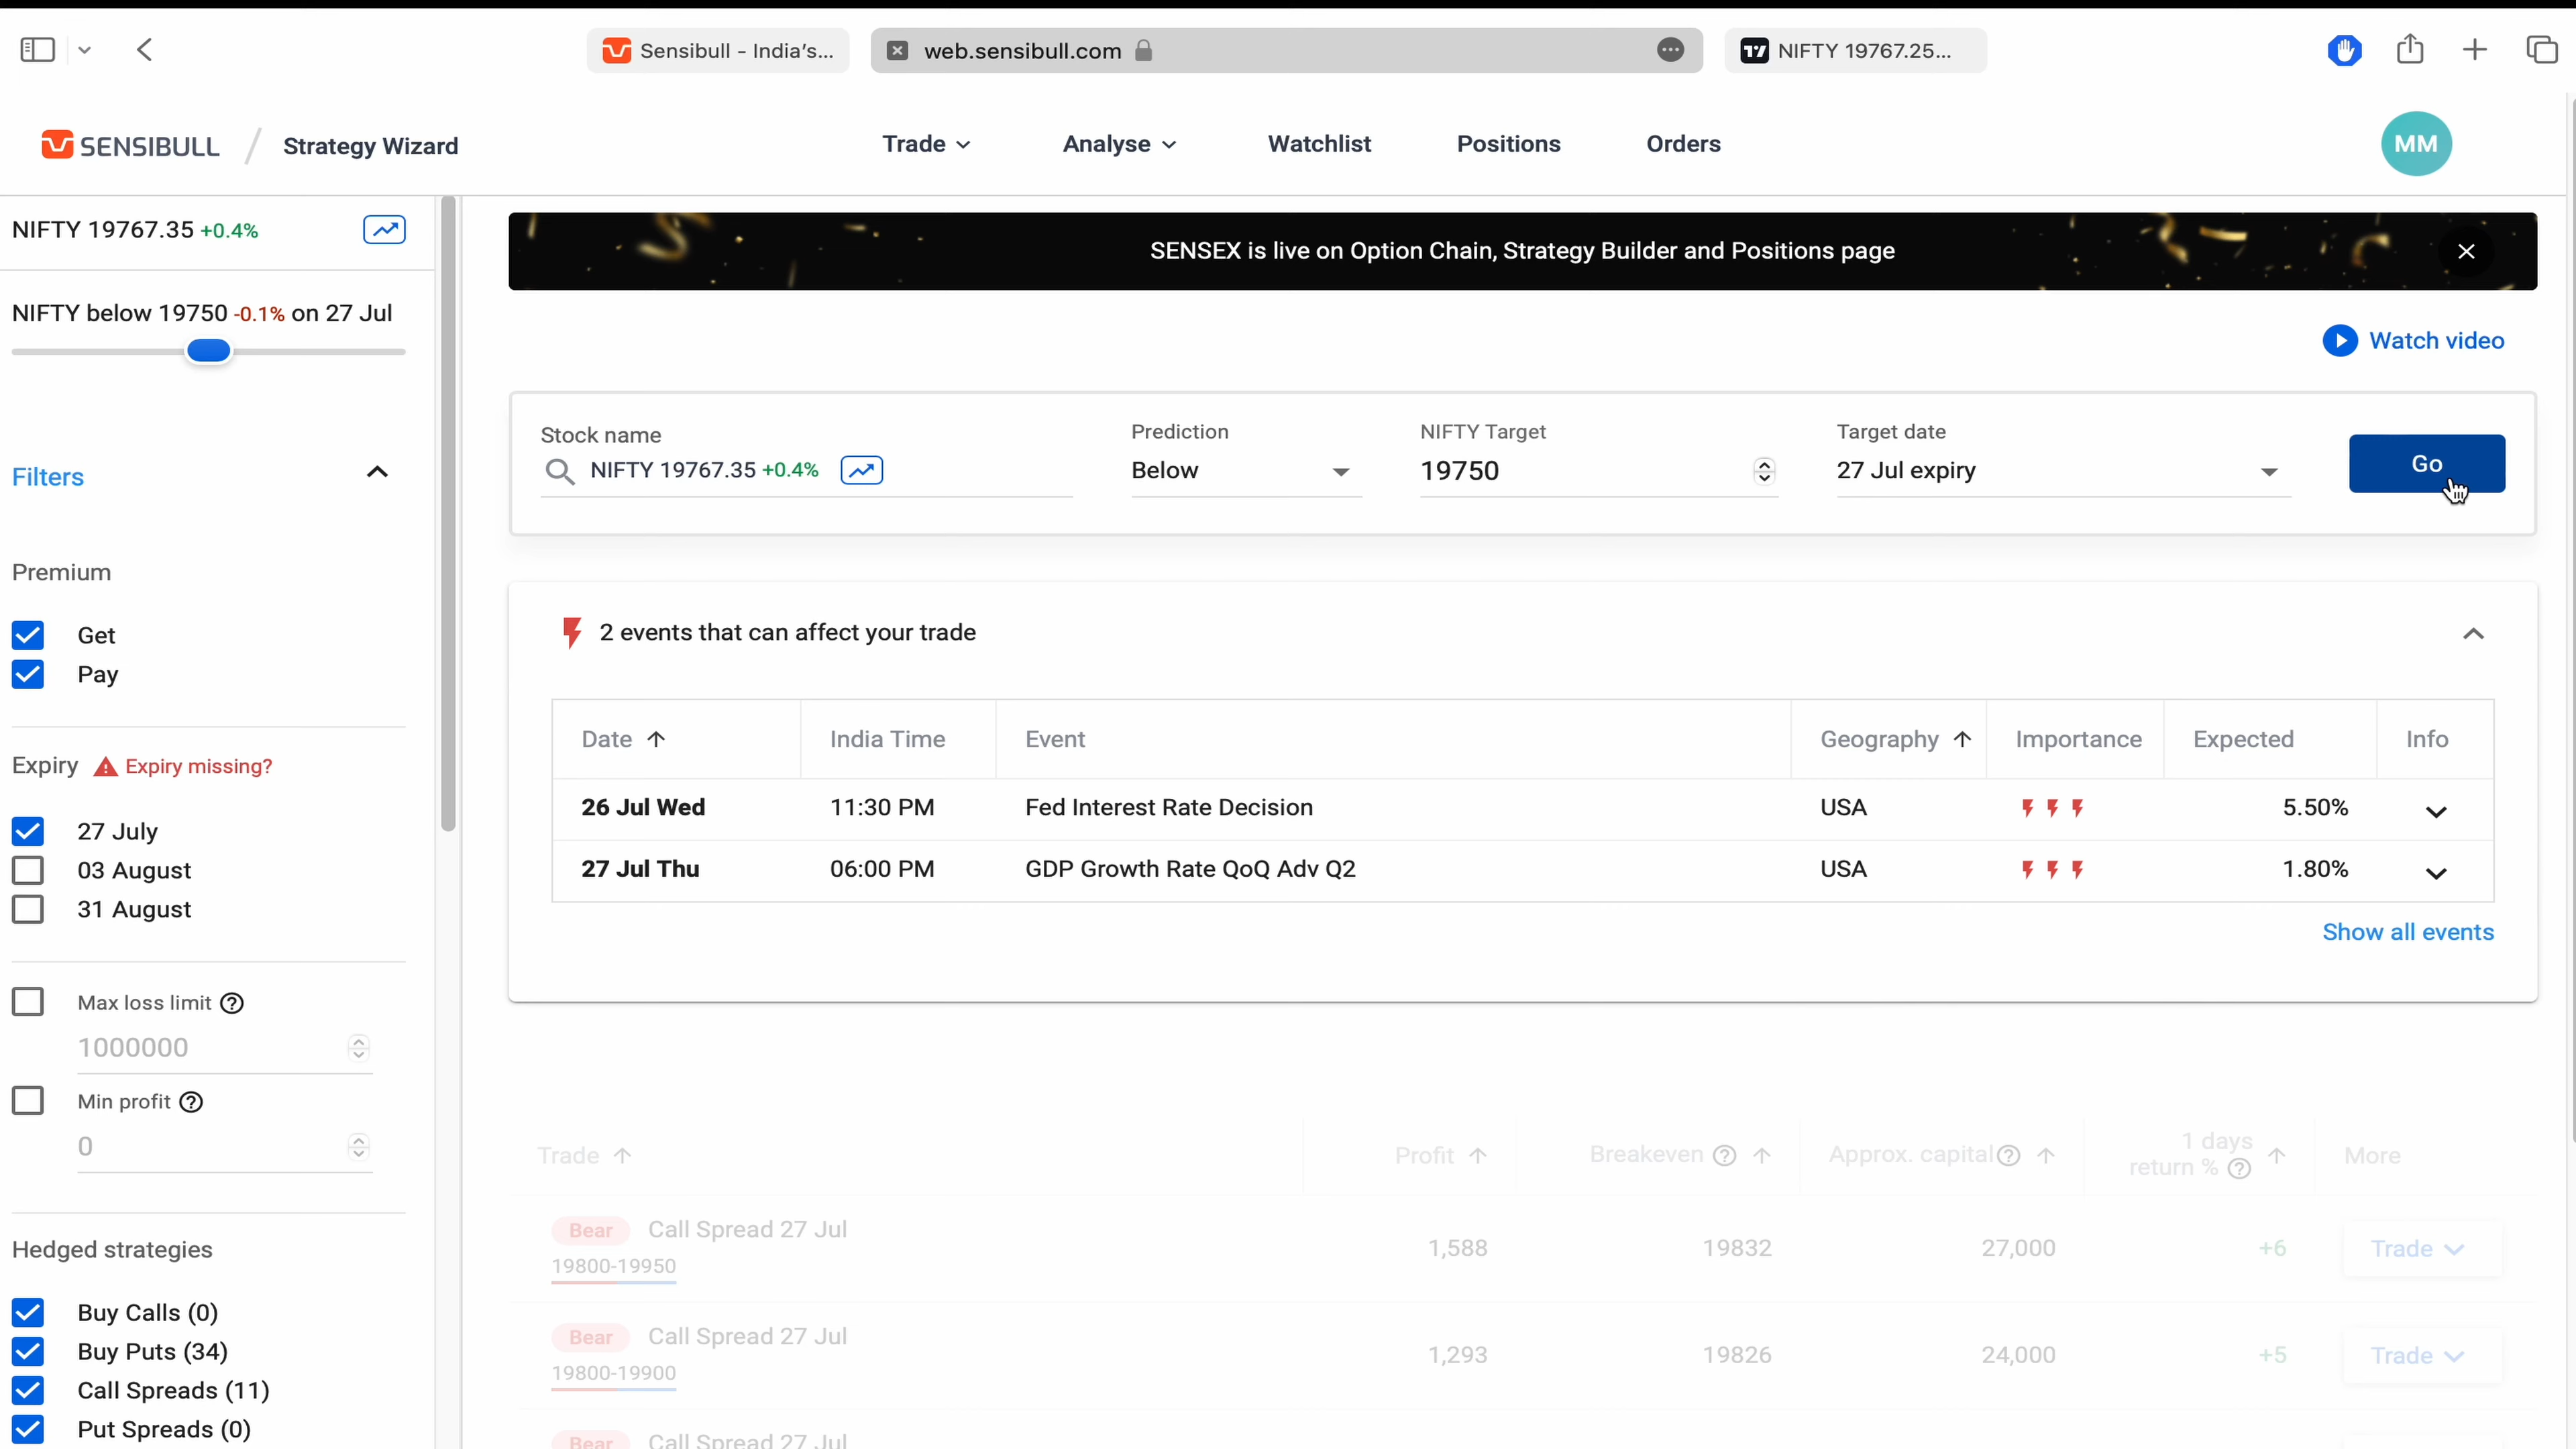 Sensibull - India's...
web.sensibull.com
NIFTY 19767.25...
SENSIBULL / Strategy Wizard
Trade
Analyse
Watchlist
Positions
Orders
MM
NIFTY 19767.35 +0.4%
NIFTY below 19750 -0.1% on 27 Jul
Filters
Premium
Get
Pay
Expiry Expiry missing?
27 July
03 August
31 August
Max loss limit
1000000
Min profit
0
Hedged strategies
Buy Calls (0)
Buy Puts (34)
Call Spreads (11)
Put Spreads (0)
SENSEX is live on Option Chain, Strategy Builder and Positions page
Watch video
Stock name
NIFTY 19767.35 +0.4%
Prediction
Below
NIFTY Target
19750
Target date
27 Jul expiry
Go
2 events that can affect your trade
Date India Time Event Geography Importance Expected Info
26 Jul Wed 11:30 PM Fed Interest Rate Decision USA 5.50%
27 Jul Thu 06:00 PM GDP Growth Rate QoQ Adv Q2 USA 1.80%
Show all events
Trade Profit Breakeven Approx. capital 1 days
return % More
Bear Call Spread 27 Jul
19800-19950
1,588 19832 27,000 +6 Trade
Bear Call Spread 27 Jul
19800-19900
1,293 19826 24,000 +5 Trade
Bear Call Spread 27 Jul